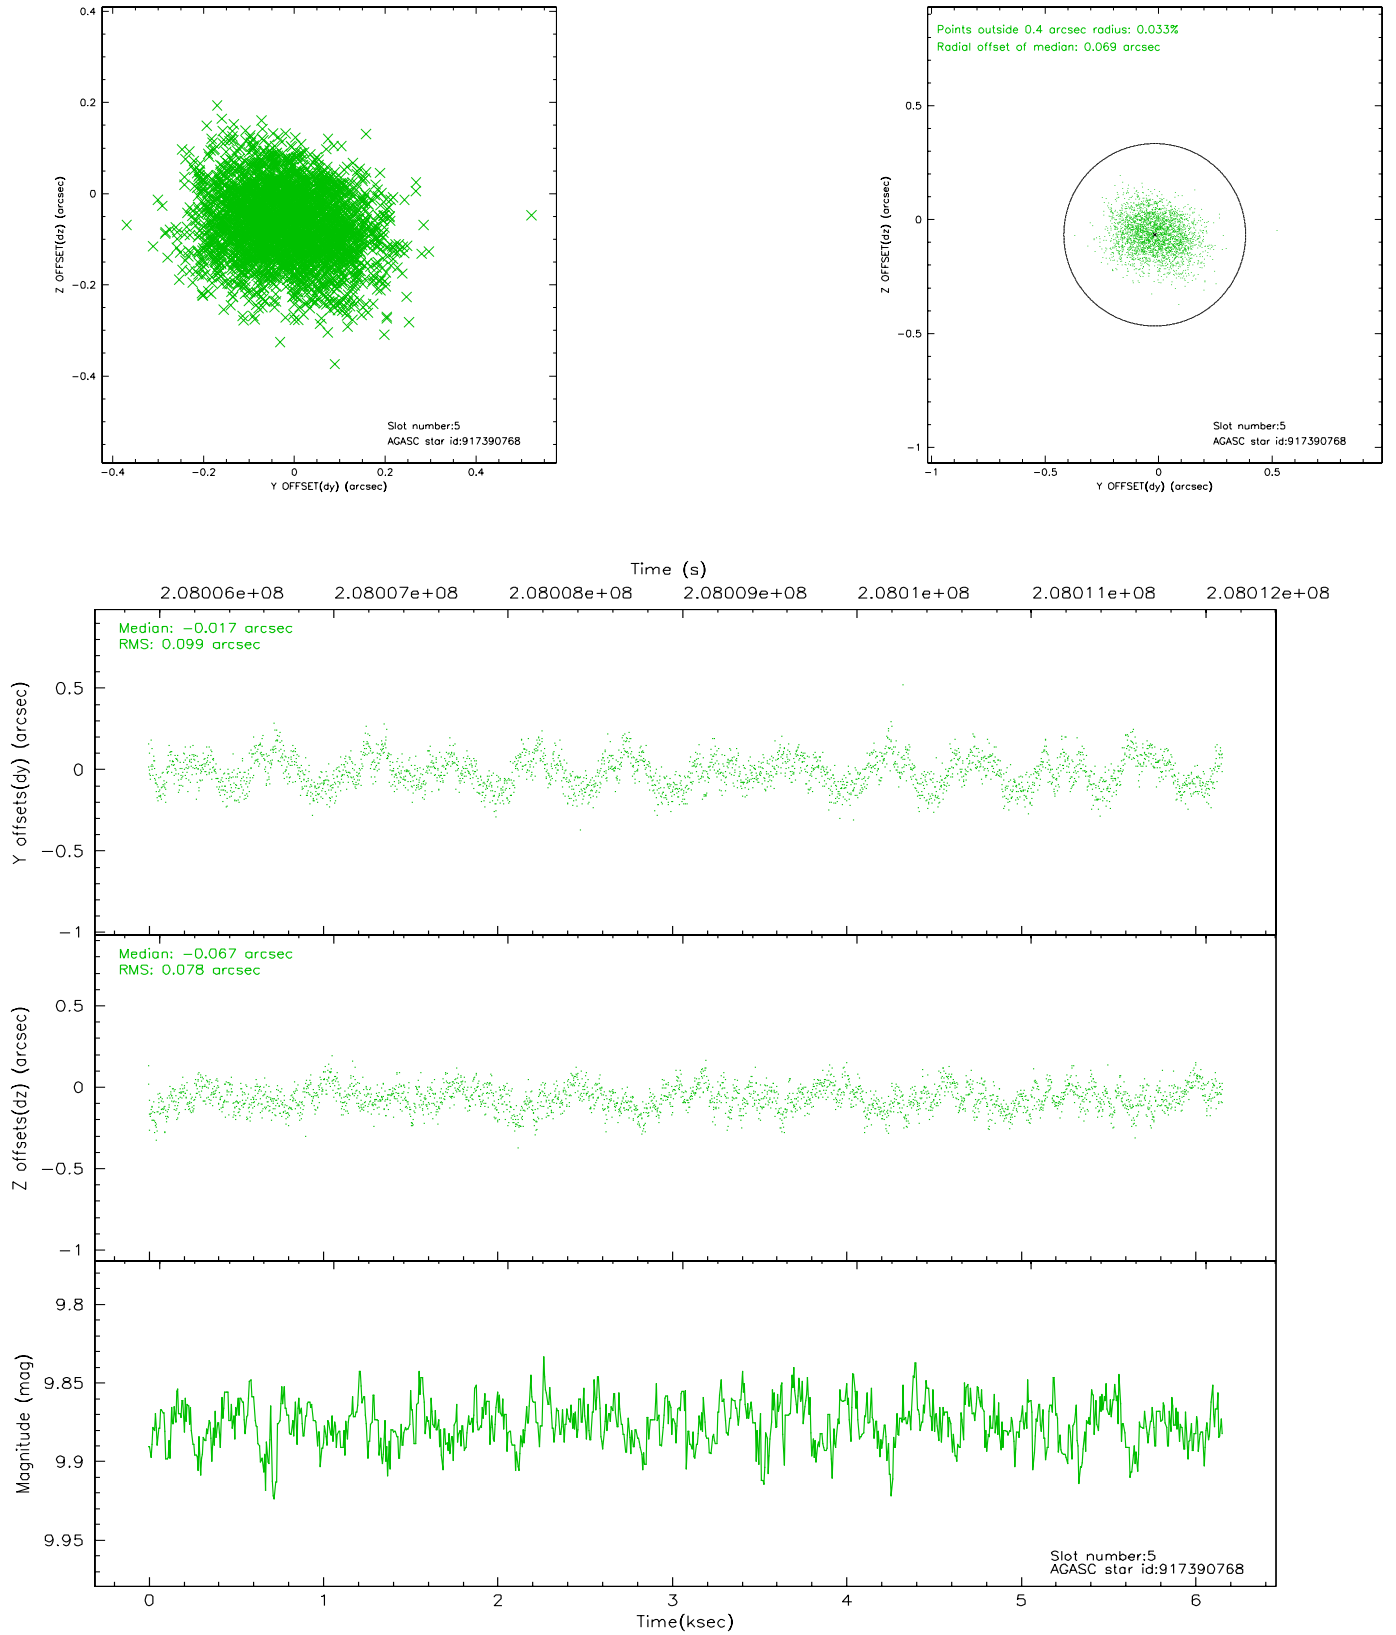 0.4
0.2
0
−0.2
−0.4
Z OFFSET(dz) (arcsec)
Slot number:5
AGASC star id:917390768
−0.4 −0.2 0 0.2 0.4
Y OFFSET(dy) (arcsec)
Points outside 0.4 arcsec radius: 0.033%
Radial offset of median: 0.069 arcsec
0.5
0
−0.5
−1
Z OFFSET(dz) (arcsec)
Slot number:5
AGASC star id:917390768
−1 −0.5 0 0.5
Y OFFSET(dy) (arcsec)
Time (s)
2.08006e+08 2.08007e+08 2.08008e+08 2.08009e+08 2.0801e+08 2.08011e+08 2.08012e+08
Median: −0.017 arcsec
RMS: 0.099 arcsec
0.5
0
−0.5
−1
Y offsets(dy) (arcsec)
Median: −0.067 arcsec
RMS: 0.078 arcsec
0.5
0
−0.5
−1
Z offsets(dz) (arcsec)
9.8
9.85
9.9
9.95
Magnitude (mag)
Slot number:5
AGASC star id:917390768
0 1 2 3 4 5 6
Time(ksec)